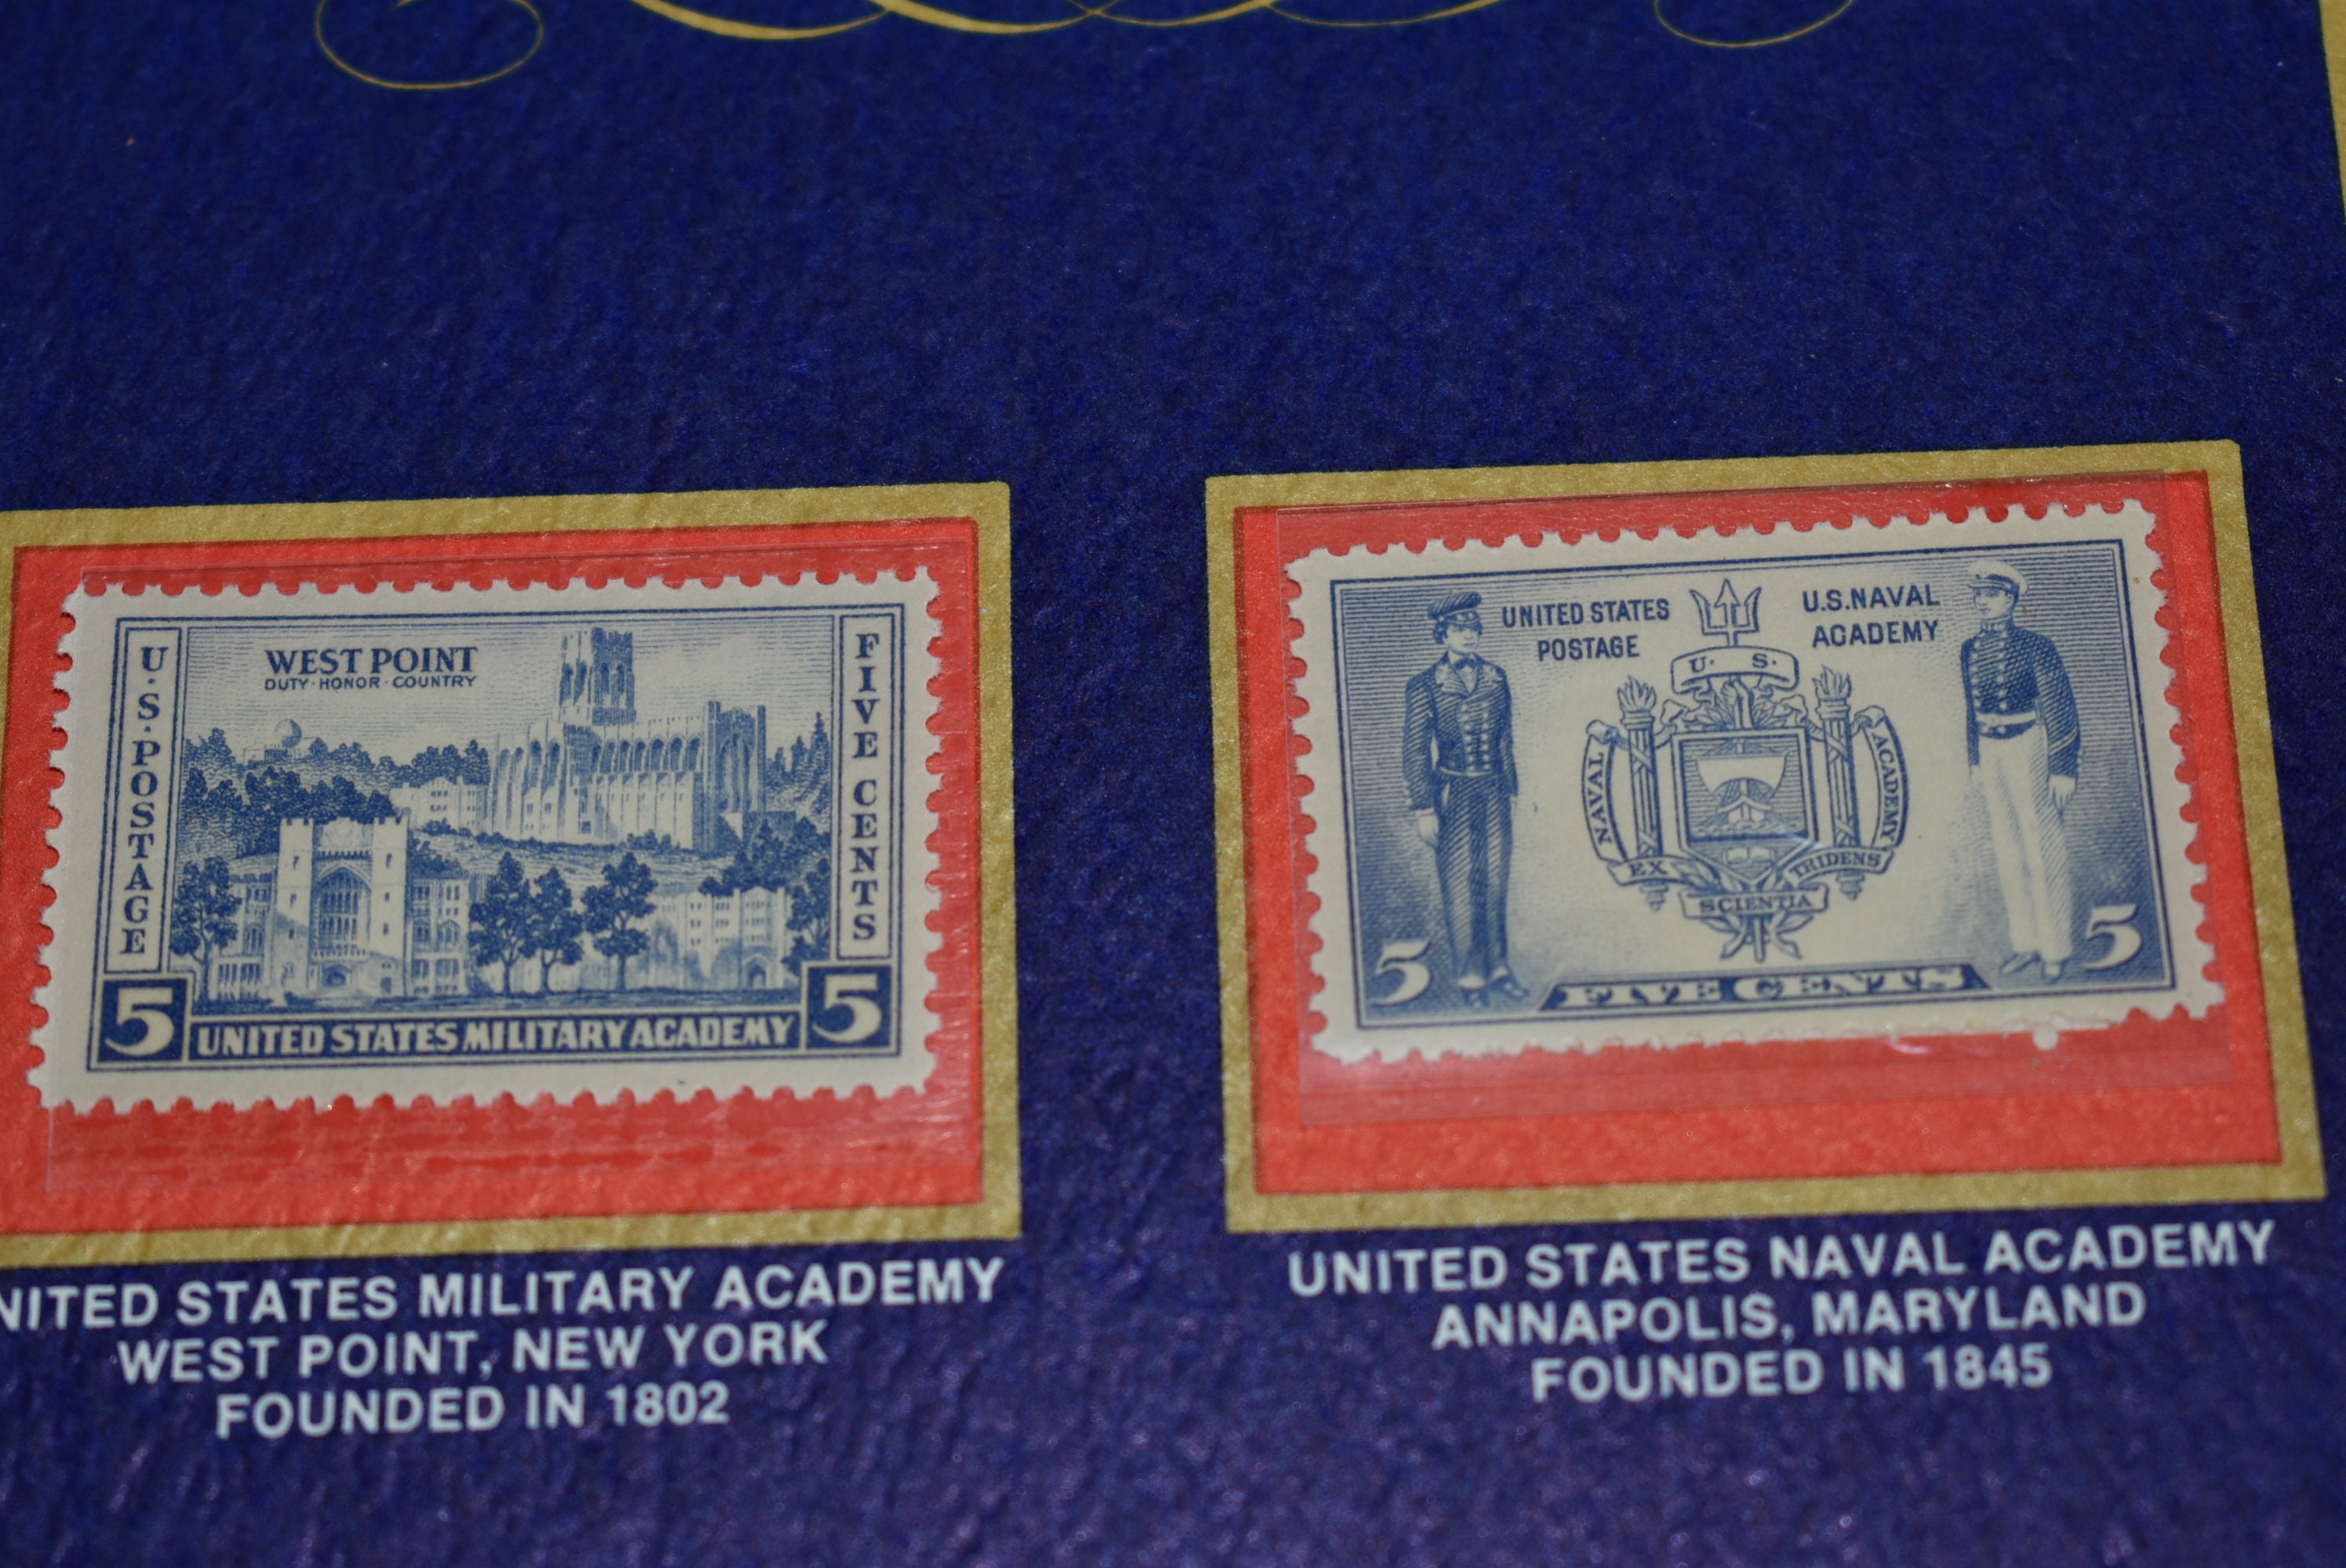 WEST POINT
DUTY · HONOR · COUNTRY
U.S. POSTAGE
FIVE CENTS
5 UNITED STATES MILITARY ACADEMY 5
NITED STATES MILITARY ACADEMY
WEST POINT, NEW YORK
FOUNDED IN 1802
UNITED STATES
POSTAGE
U.S. NAVAL
ACADEMY
U. S.
NAVAL
ACADEMY
EX
TRIDENS
SCIENTIA
5
5
FIVE CENTS
UNITED STATES NAVAL ACADEMY
ANNAPOLIS, MARYLAND
FOUNDED IN 1845